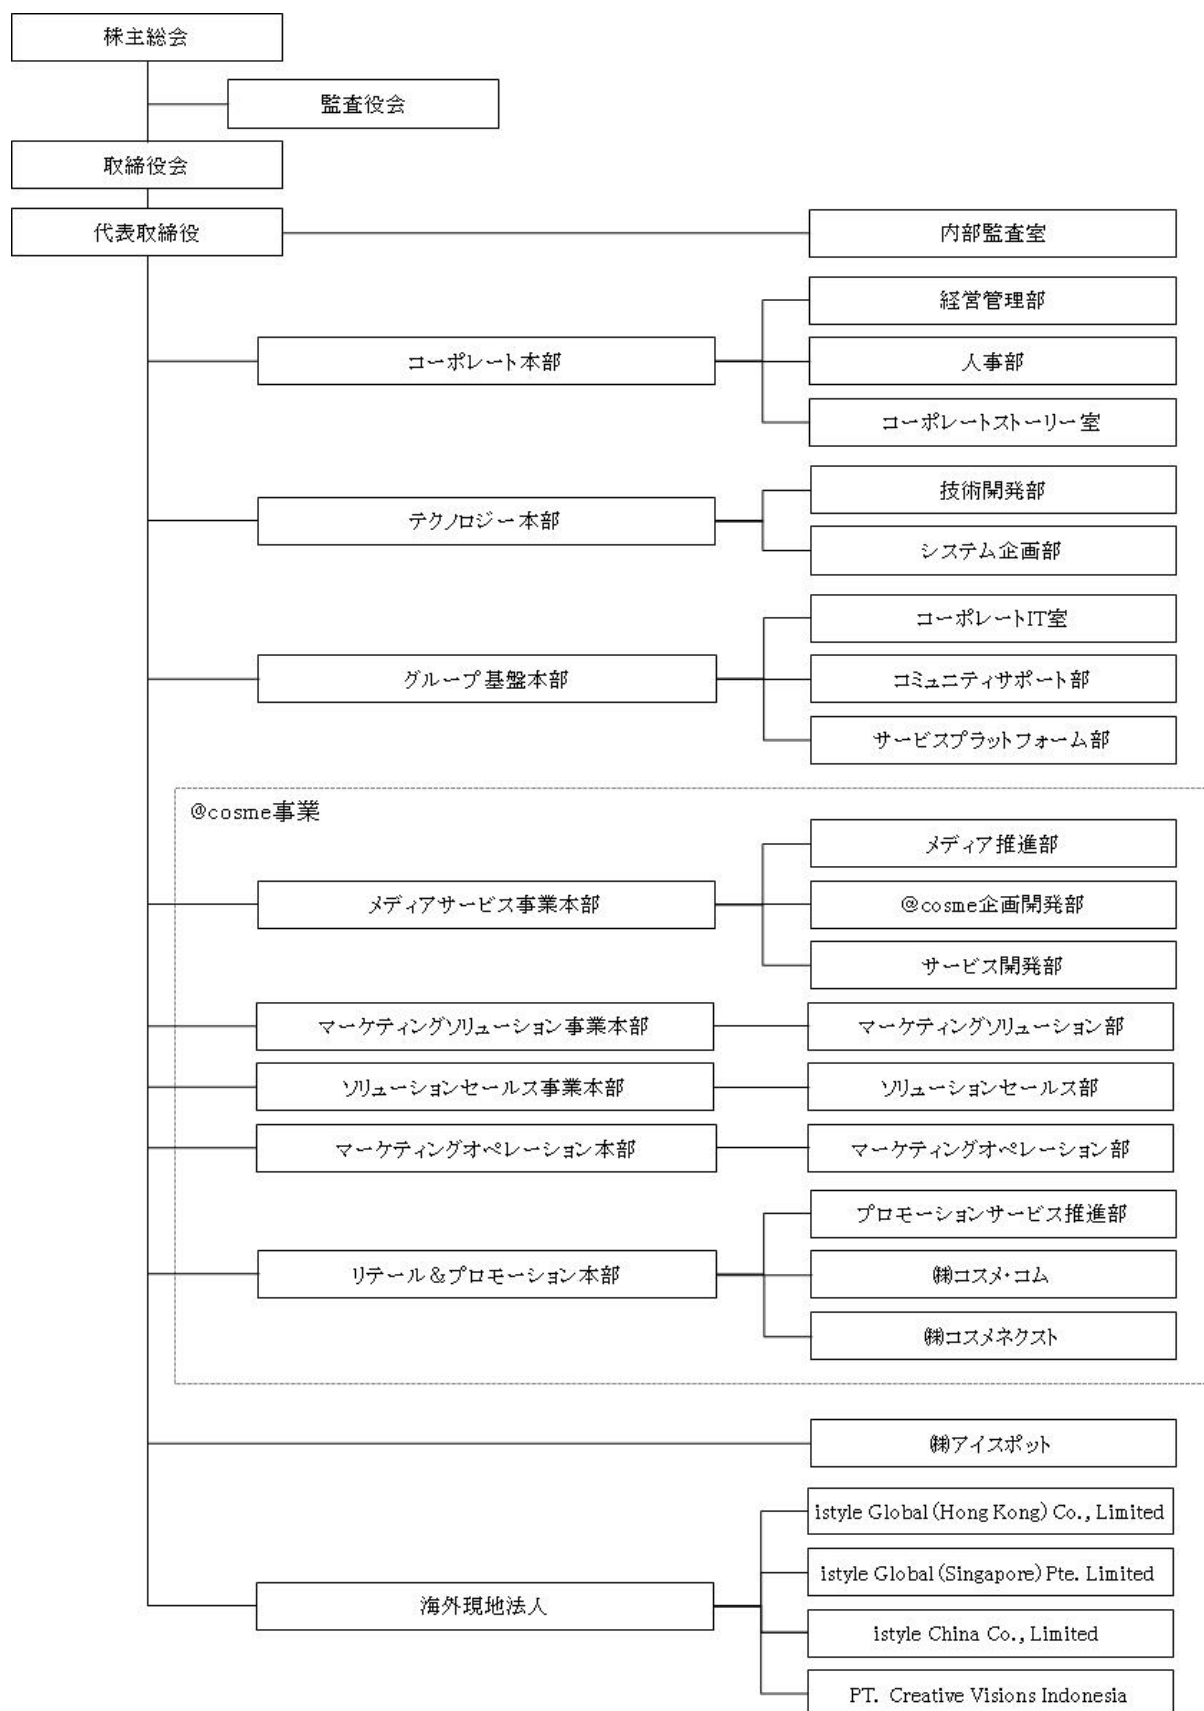 株主総会
監査役会
取締役会
代表取締役
内部監査室
経営管理部
コーポレート本部
人事部
コーポレートストーリー室
技術開発部
テクノロジー本部
システム企画部
コーポレートIT室
グループ基盤本部
コミュニティサポート部
サービスプラットフォーム部
@cosme事業
メディア推進部
メディアサービス事業本部
@cosme企画開発部
サービス開発部
マーケティングソリューション事業本部
マーケティングソリューション部
ソリューションセールス事業本部
ソリューションセールス部
マーケティングオペレーション本部
マーケティングオペレーション部
プロモーションサービス推進部
リテール&プロモーション本部
㈱コスメ・コム
㈱コスメネクスト
㈱アイスポット
istyle Global (Hong Kong) Co., Limited
istyle Global (Singapore) Pte. Limited
海外現地法人
istyle China Co., Limited
PT. Creative Visions Indonesia